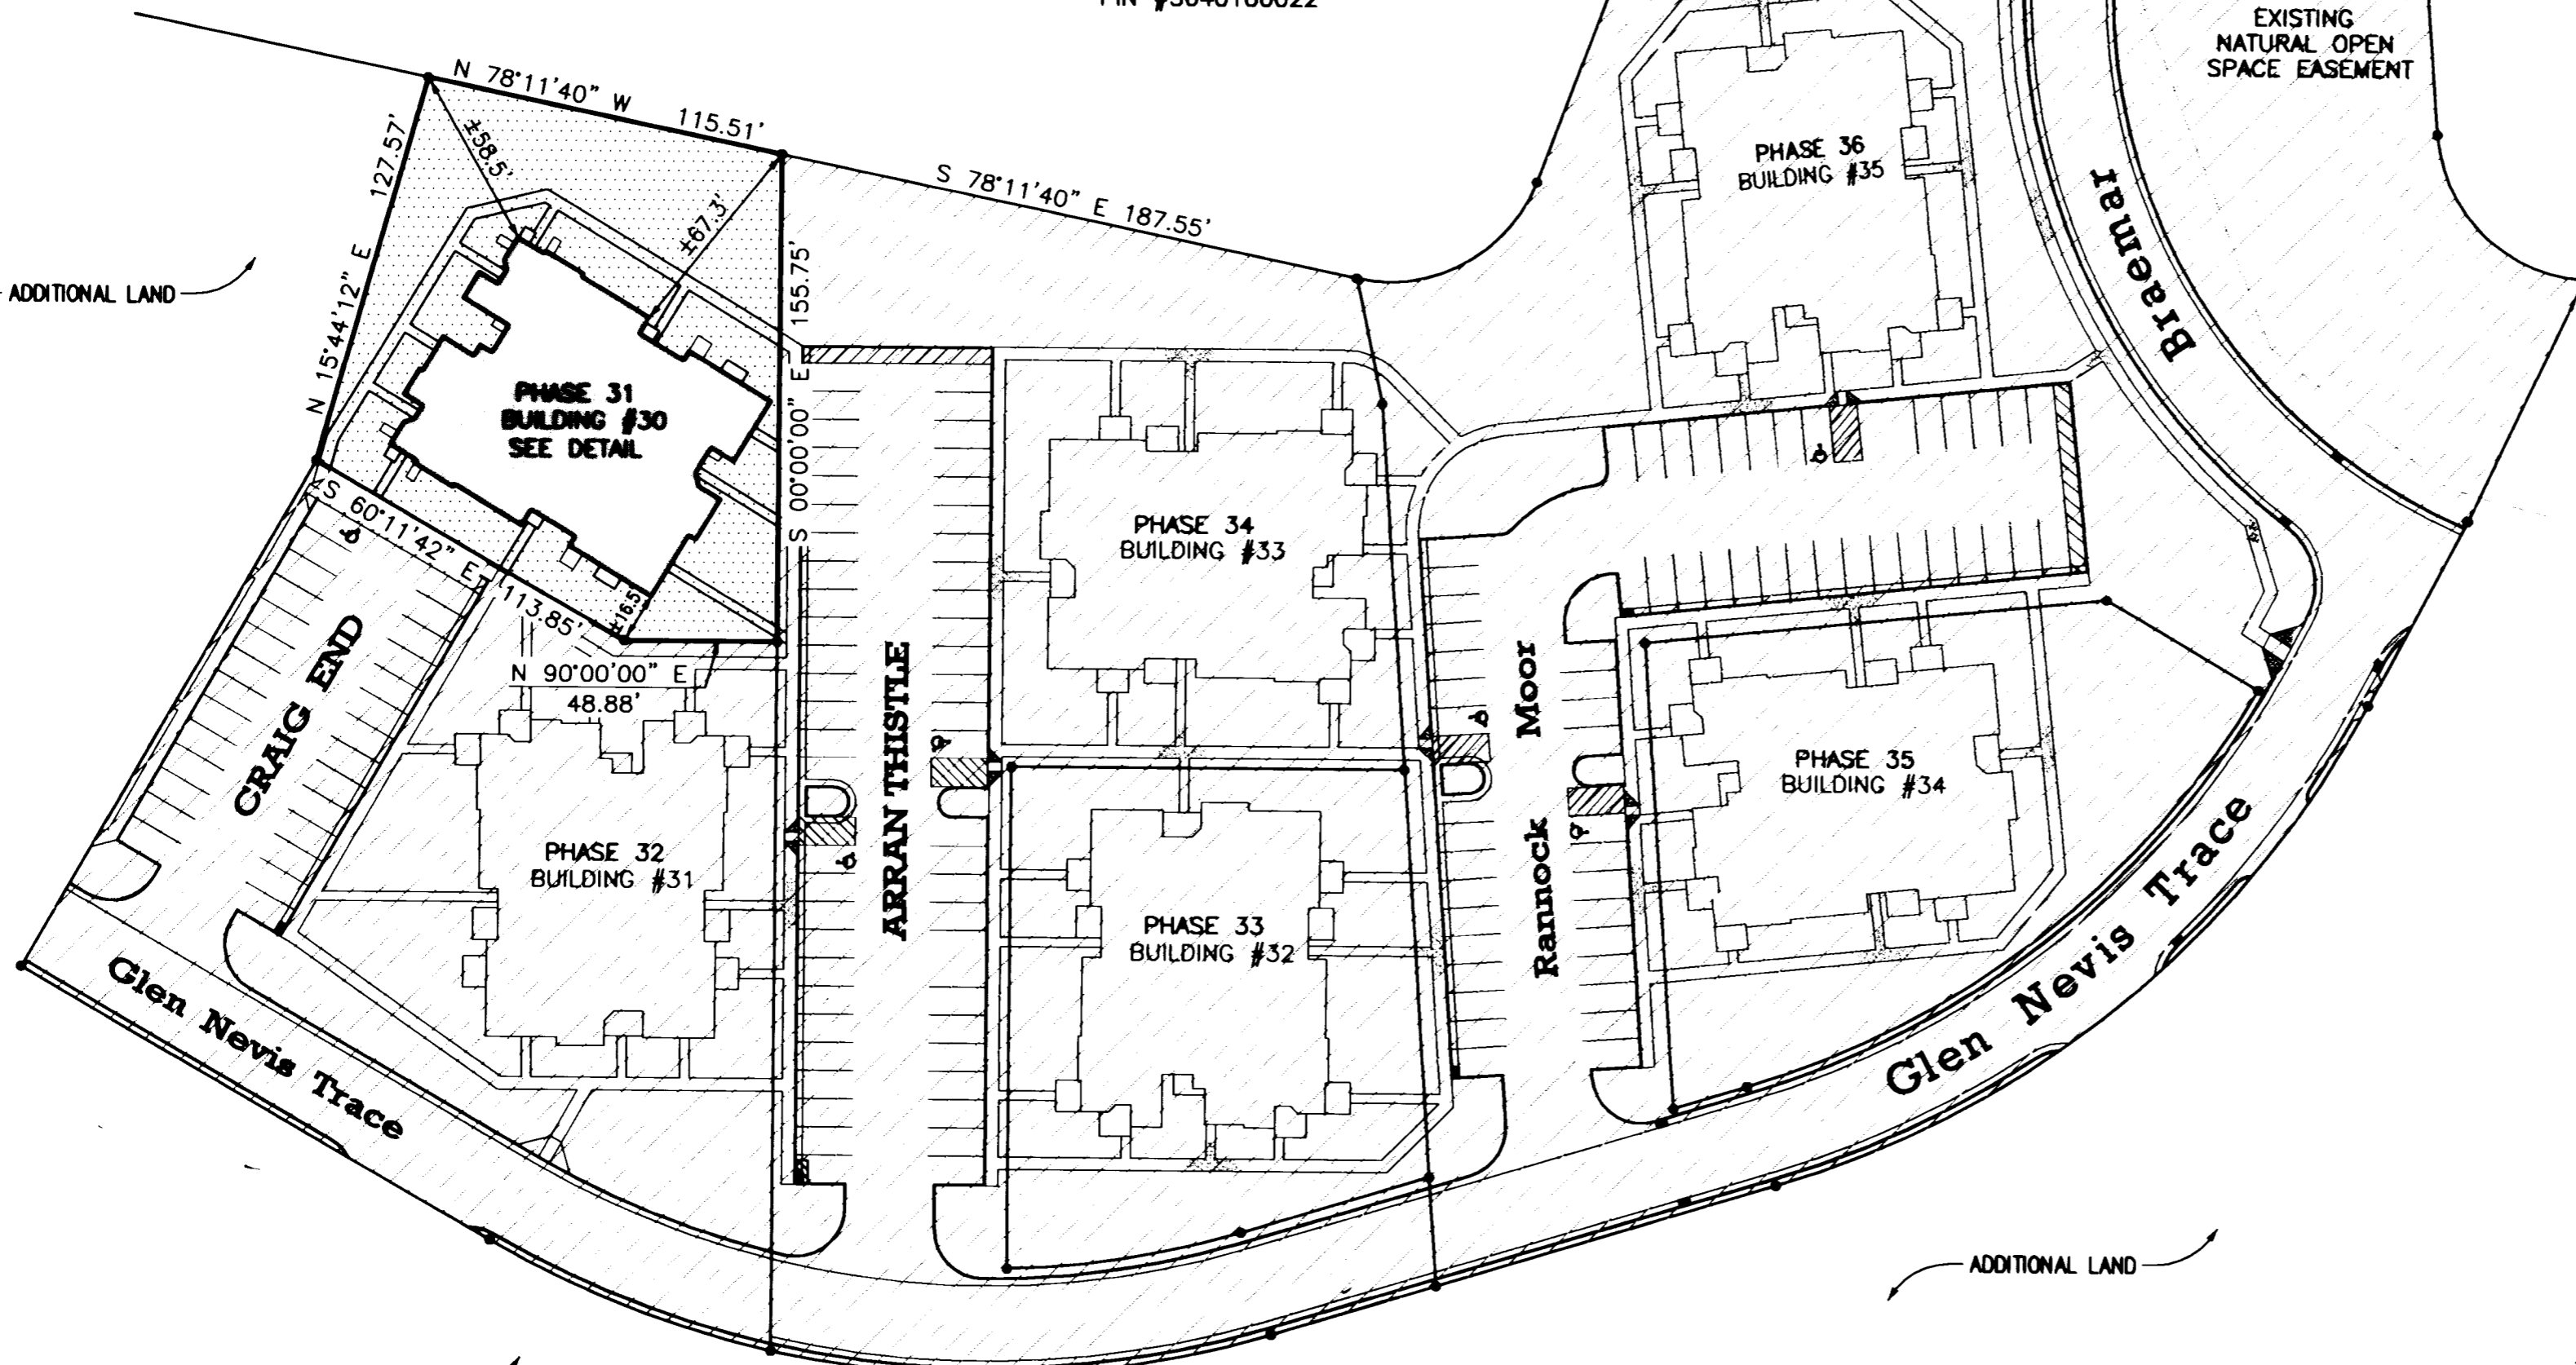 EXISTING
NATURAL OPEN
SPACE EASEMENT
N 78°11'40" W 115.51'
127.57'
±58.5'
±67.3'
S 78°11'40" E 187.55'
PHASE 36
BUILDING #35
Braemar
ADDITIONAL LAND
N 15°44'12" E
155.75'
S 00°00'00" E
PHASE 31
BUILDING #30
SEE DETAIL
S 60°11'42" E
113.85'
±16.5'
N 90°00'00" E
48.88'
CRAIG END
ARRAN THISTLE
PHASE 34
BUILDING #33
Rannock Moor
PHASE 35
BUILDING #34
PHASE 32
BUILDING #31
PHASE 33
BUILDING #32
Glen Nevis Trace
Glen Nevis Trace
ADDITIONAL LAND